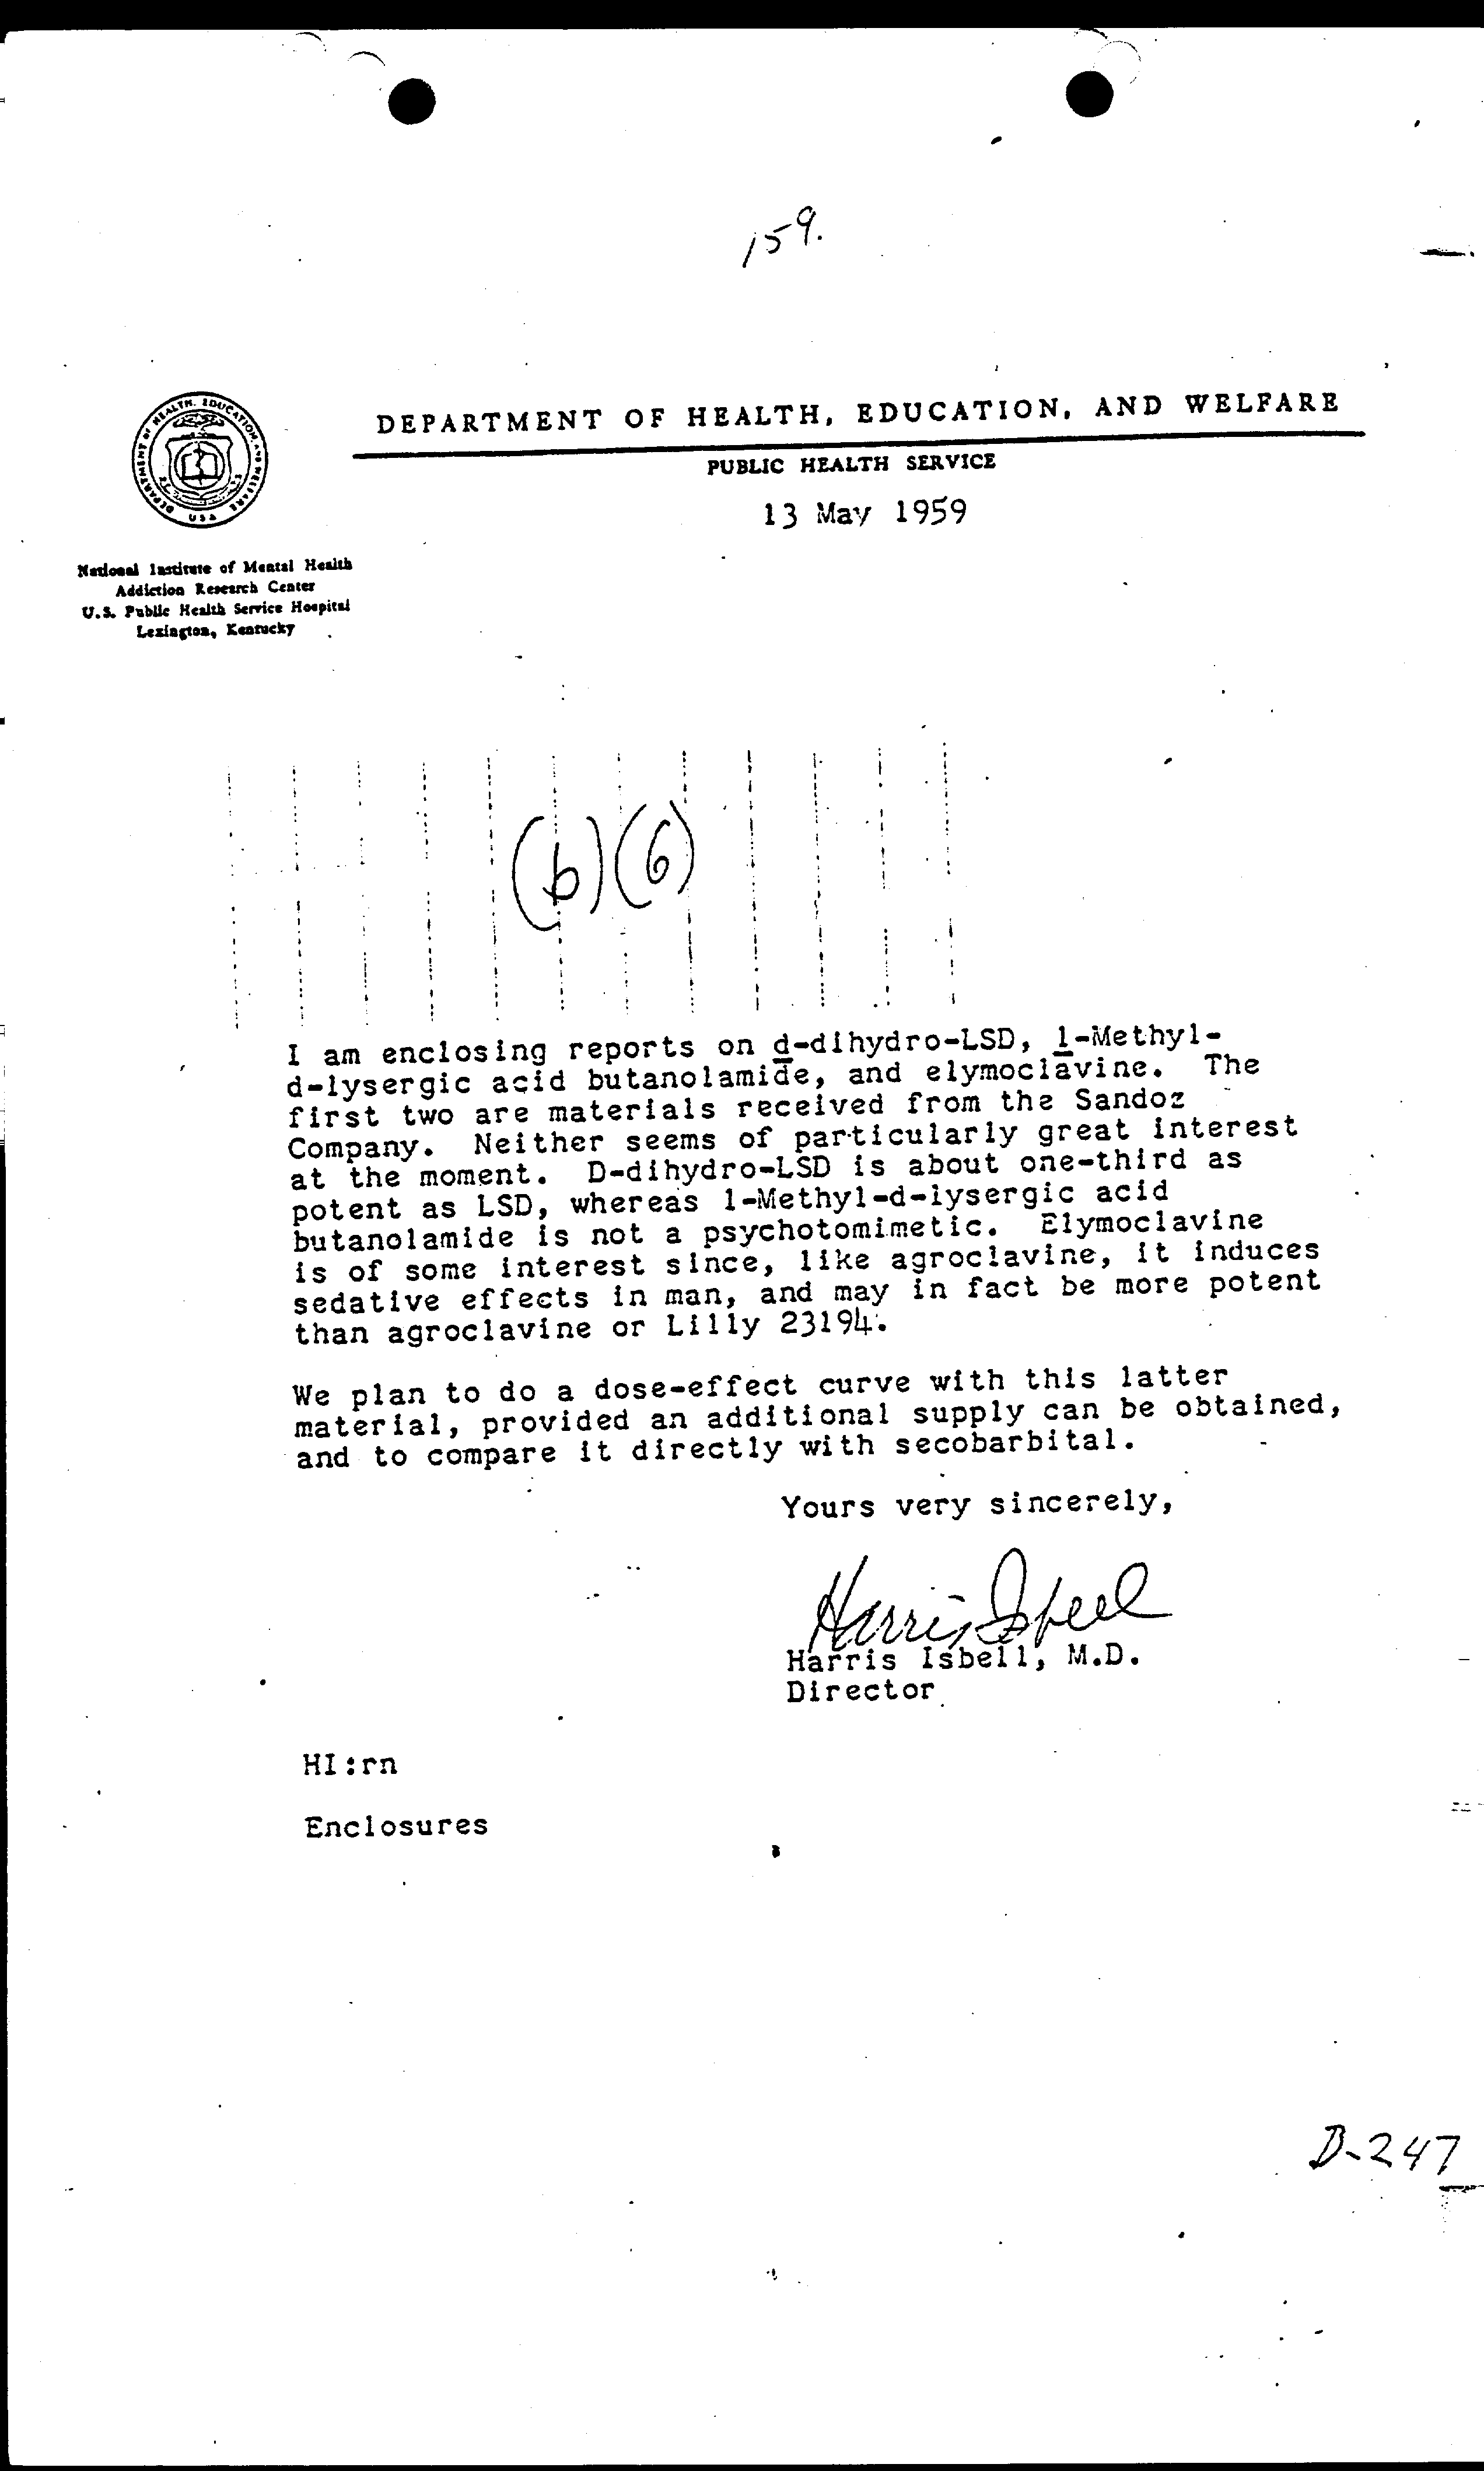 159.
DEPARTMENT OF HEALTH, EDUCATION, AND WELFARE
PUBLIC HEALTH SERVICE
13 May 1959
DEPARTMENT OF HEALTH, EDUCATION AND WELFARE
USA
National Institute of Mental Health
Addiction Research Center
U.S. Public Health Service Hospital
Lexington, Kentucky
(b)(6)
I am enclosing reports on d-dihydro-LSD, 1-Methyl-
d-lysergic acid butanolamide, and elymoclavine. The
first two are materials received from the Sandoz
Company. Neither seems of particularly great interest
at the moment. D-dihydro-LSD is about one-third as
potent as LSD, whereas 1-Methyl-d-lysergic acid
butanolamide is not a psychotomimetic. Elymoclavine
is of some interest since, like agroclavine, it induces
sedative effects in man, and may in fact be more potent
than agroclavine or Lilly 23194.
We plan to do a dose-effect curve with this latter
material, provided an additional supply can be obtained,
and to compare it directly with secobarbital.
Yours very sincerely,
Harris Isbell
Harris Isbell, M.D.
Director
HI:rn
Enclosures
D-247